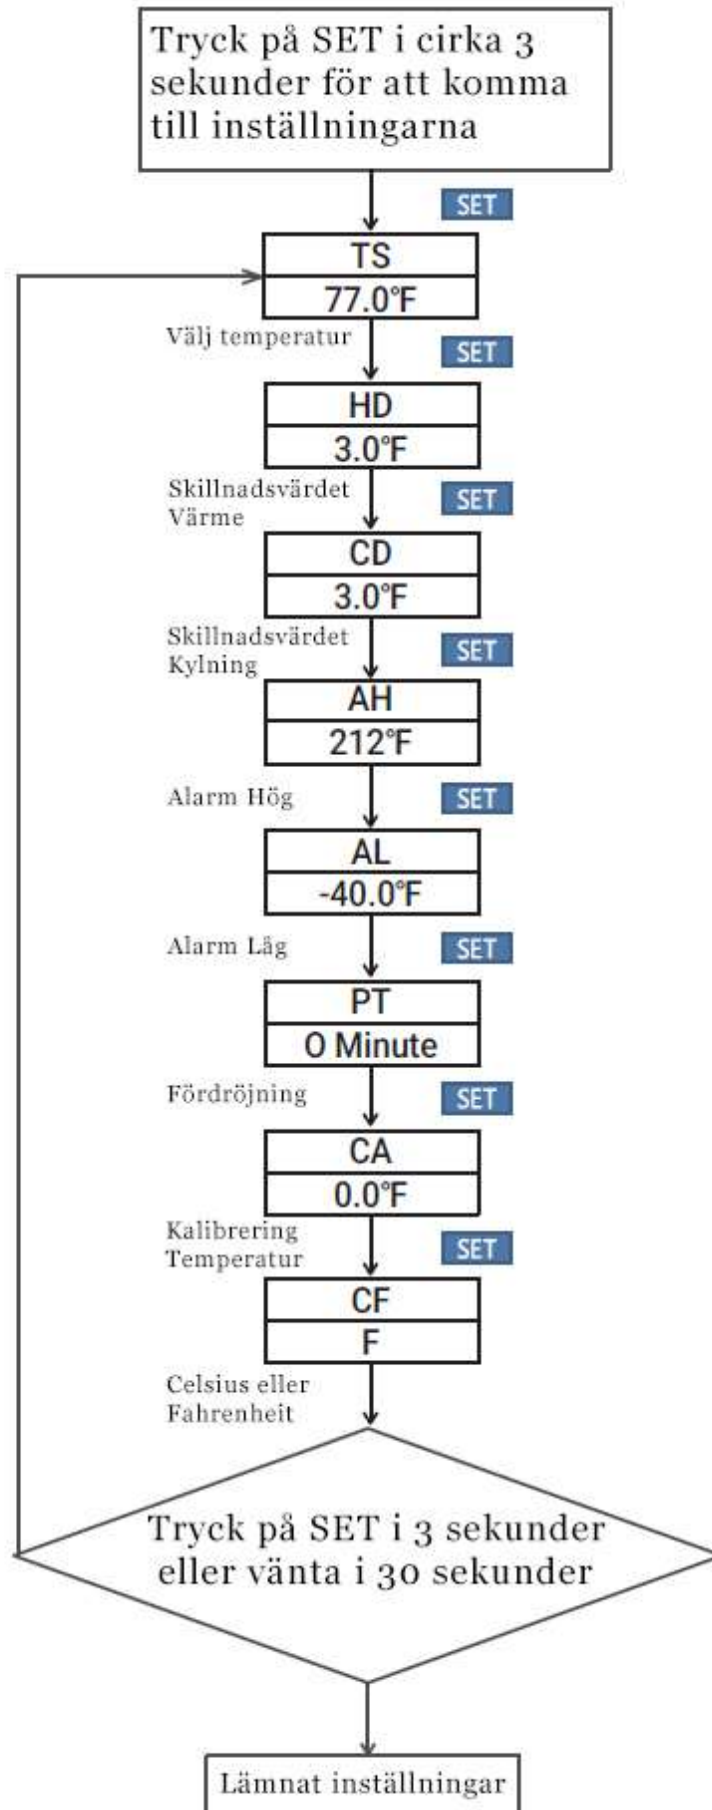 Tryck på SET i cirka 3
sekunder för att komma
till inställningarna
SET
TS
77.0°F
Välj temperatur
SET
HD
3.0°F
Skillnadsvärdet
Värme
SET
CD
3.0°F
Skillnadsvärdet
Kylning
SET
AH
212°F
Alarm Hög
SET
AL
-40.0°F
Alarm Låg
SET
PT
0 Minute
Fördröjning
SET
CA
0.0°F
Kalibrering
Temperatur
SET
CF
F
Celsius eller
Fahrenheit
Tryck på SET i 3 sekunder
eller vänta i 30 sekunder
Lämnat inställningar